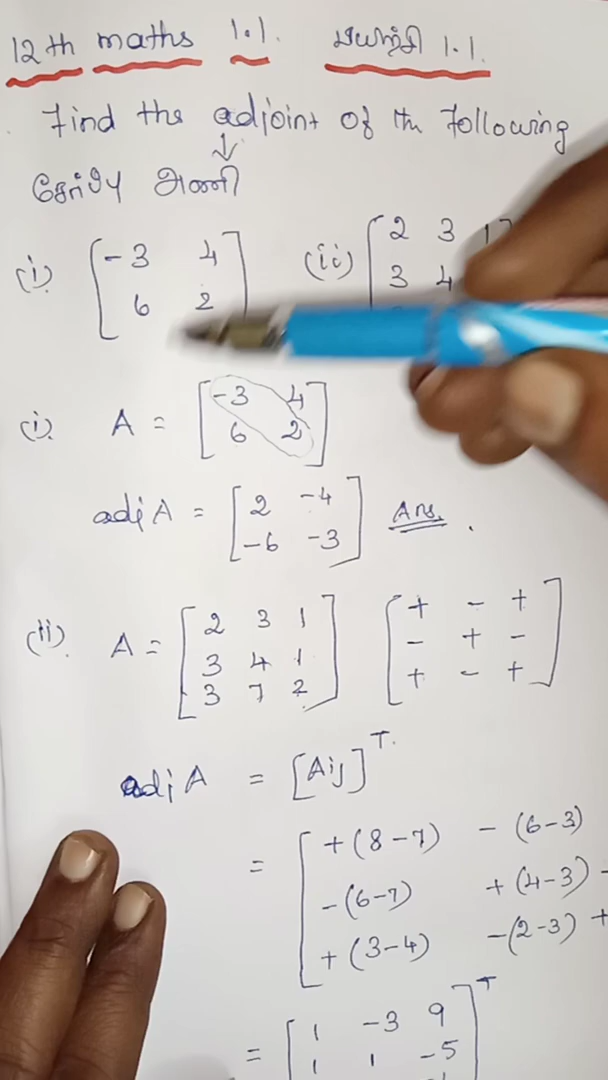 12th maths 1.1. பயிற்சி 1.1.
Find the adjoint of the following
சேர்ப்பு அணி
(i) [-3 4
6 2] (ii) [2 3 1]
3 4
(i). A = [-3 4
6 2]
adj A = [2 -4
-6 -3] Ans.
(ii). A = [2 3 1
3 4 1
3 7 2] [+ - +
- + -
+ - +]
adj A = [Aij]ᵀ.
= [+(8-7) -(6-3)
-(6-7) +(4-3) -
+(3-4) -(2-3) +
= [1 -3 9
1 1 -5]ᵀ